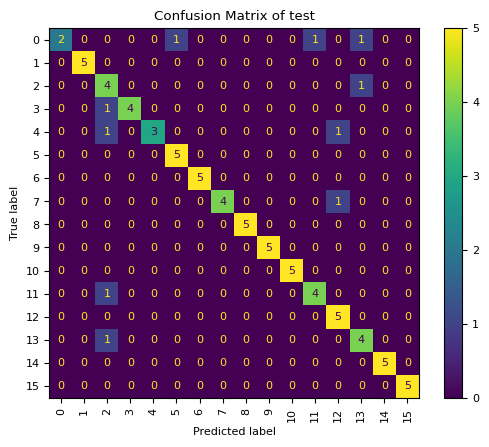 Confusion Matrix of test
0 2 0 0 0 0 1 0 0 0 0 0 1 0 1 0 0
1 0 5 0 0 0 0 0 0 0 0 0 0 0 0 0 0
2 0 0 4 0 0 0 0 0 0 0 0 0 0 1 0 0
3 0 0 1 4 0 0 0 0 0 0 0 0 0 0 0 0
4 0 0 1 0 3 0 0 0 0 0 0 0 1 0 0 0
5 0 0 0 0 0 5 0 0 0 0 0 0 0 0 0 0
6 0 0 0 0 0 0 5 0 0 0 0 0 0 0 0 0
7 0 0 0 0 0 0 0 4 0 0 0 0 1 0 0 0
8 0 0 0 0 0 0 0 0 5 0 0 0 0 0 0 0
9 0 0 0 0 0 0 0 0 0 5 0 0 0 0 0 0
10 0 0 0 0 0 0 0 0 0 0 5 0 0 0 0 0
11 0 0 1 0 0 0 0 0 0 0 0 4 0 0 0 0
12 0 0 0 0 0 0 0 0 0 0 0 0 5 0 0 0
13 0 0 1 0 0 0 0 0 0 0 0 0 0 4 0 0
14 0 0 0 0 0 0 0 0 0 0 0 0 0 0 5 0
15 0 0 0 0 0 0 0 0 0 0 0 0 0 0 0 5
0 1 2 3 4 5 6 7 8 9 10 11 12 13 14 15
Predicted label
True label
5
4
3
2
1
0